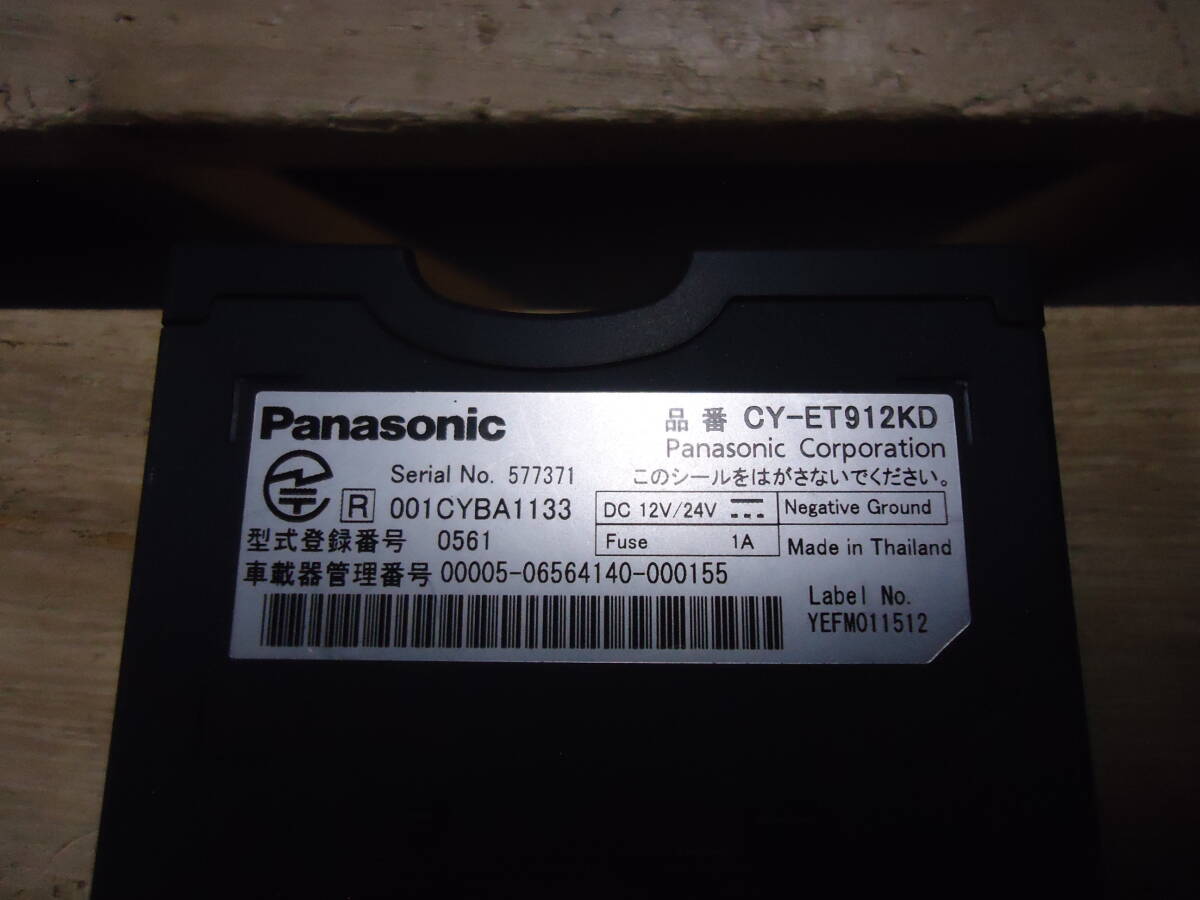 Panasonic
品番 CY-ET912KD
Panasonic Corporation
Serial No. 577371
このシールをはがさないでください。
R 001CYBA1133
DC 12V/24V
Negative Ground
型式登録番号 0561
Fuse 1A
Made in Thailand
車載器管理番号 00005-06564140-000155
Label No.
YEFM011512